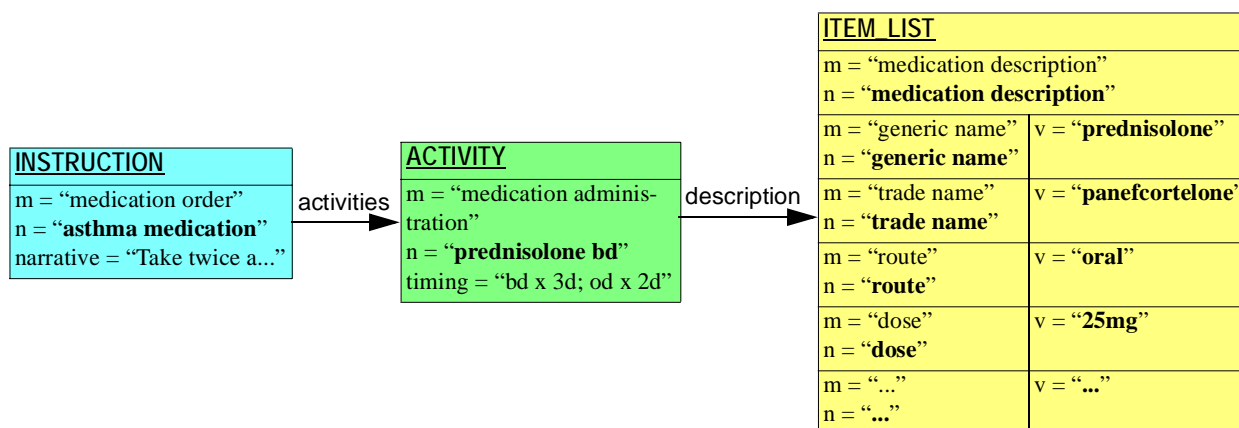 INSTRUCTION
m = “medication order”
n = “asthma medication”
narrative = “Take twice a...”
activities
ACTIVITY
m = “medication adminis-
tration”
n = “prednisolone bd”
timing = “bd x 3d; od x 2d”
description
ITEM_LIST
m = “medication description”
n = “medication description”
m = “generic name”
n = “generic name”
v = “prednisolone”
m = “trade name”
n = “trade name”
v = “panefcortelone”
m = “route”
n = “route”
v = “oral”
m = “dose”
n = “dose”
v = “25mg”
m = “...”
n = “...”
v = “...”